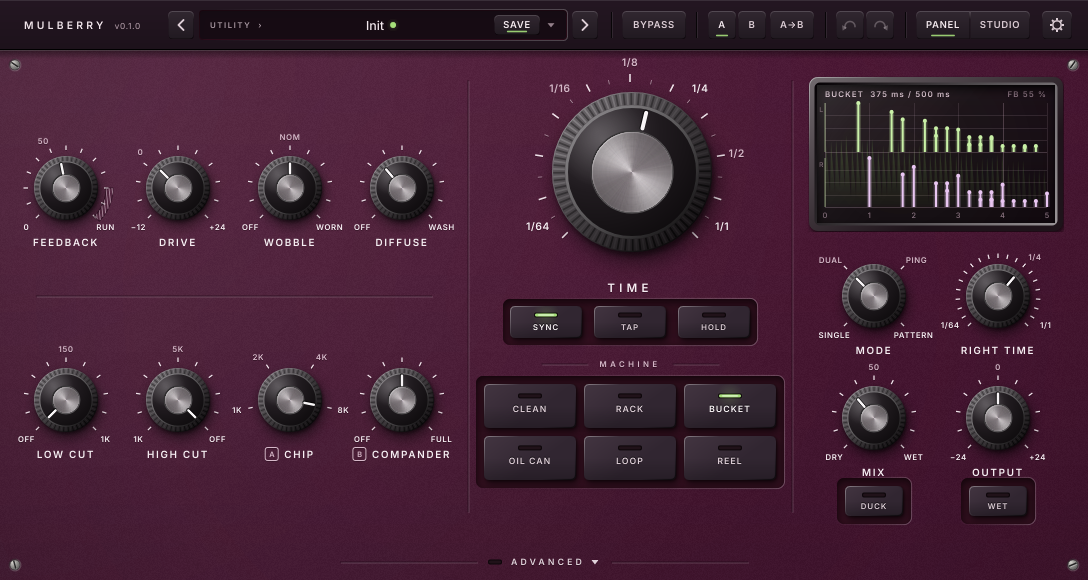 MULBERRY v0.1.0
UTILITY ›
Init
SAVE
BYPASS
A
B
A→B
PANEL
STUDIO
50
0
RUN
FEEDBACK
0
−12
+24
DRIVE
NOM
OFF
WORN
WOBBLE
OFF
WASH
DIFFUSE
150
OFF
1K
LOW CUT
5K
1K
OFF
HIGH CUT
2K
4K
1K
8K
A CHIP
OFF
FULL
B COMPANDER
1/8
1/16
1/4
1/2
1/64
1/1
TIME
SYNC
TAP
HOLD
MACHINE
CLEAN
RACK
BUCKET
OIL CAN
LOOP
REEL
BUCKET 375 ms / 500 ms
FB 55 %
L
R
0 1 2 3 4 5
DUAL
PING
SINGLE
PATTERN
MODE
1/4
1/64
1/1
RIGHT TIME
50
DRY
WET
MIX
0
−24
+24
OUTPUT
DUCK
WET
ADVANCED